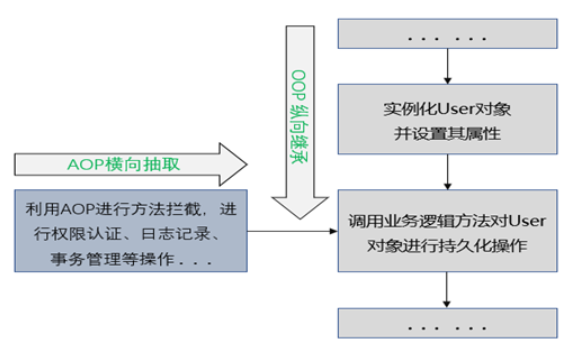 ... ...
实例化User对象
并设置其属性
OOP 纵向继承
AOP横向抽取
利用AOP进行方法拦截，进
行权限认证、日志记录、
事务管理等操作...
调用业务逻辑方法对User
对象进行持久化操作
... ...